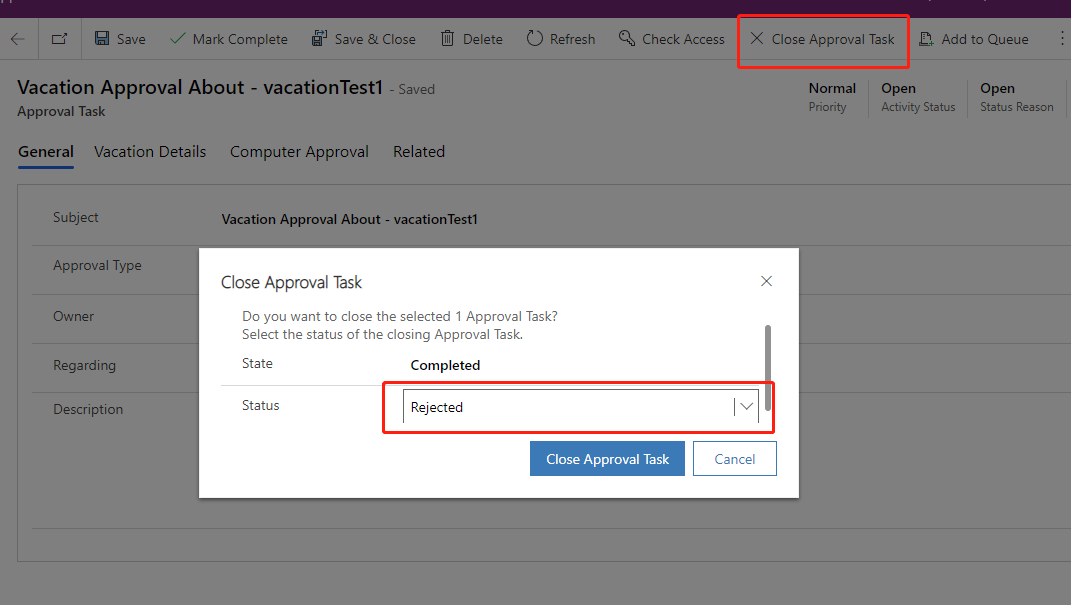 Save Mark Complete Save & Close Delete Refresh Check Access Close Approval Task Add to Queue
Vacation Approval About - vacationTest1 - Saved
Approval Task
Normal
Priority
Open
Activity Status
Open
Status Reason
General Vacation Details Computer Approval Related
Subject Vacation Approval About - vacationTest1
Approval Type
Owner
Regarding
Description
Close Approval Task
Do you want to close the selected 1 Approval Task?
Select the status of the closing Approval Task.
State Completed
Status Rejected
Close Approval Task Cancel